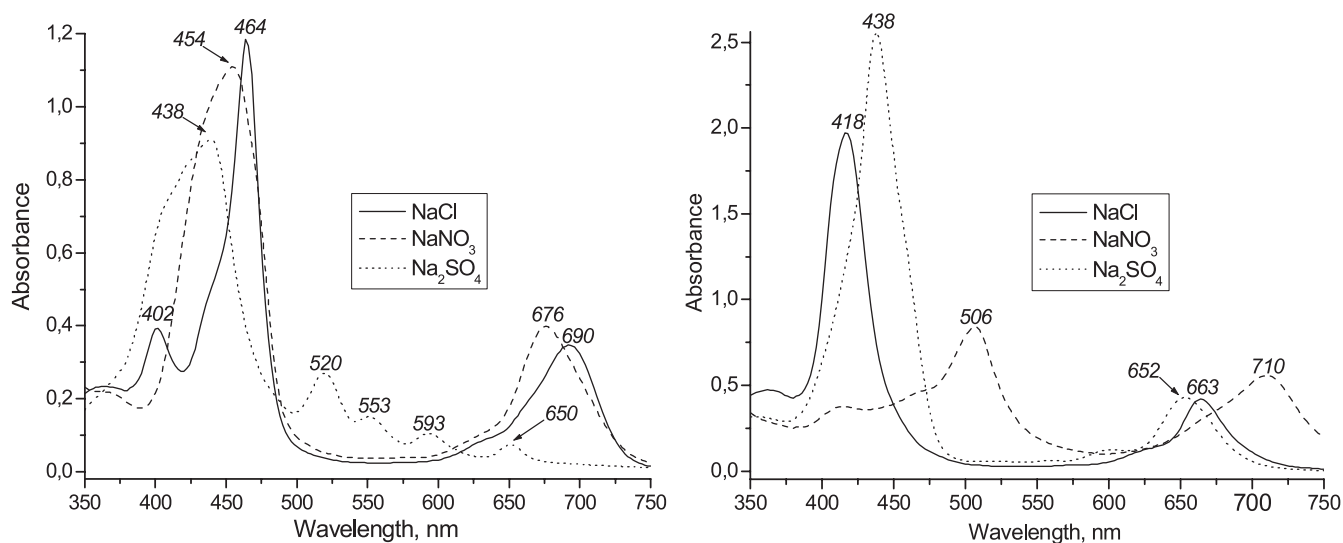 464
454
438
402
520
553
593
676
690
650
1,2
1,0
0,8
0,6
0,4
0,2
0,0
Absorbance
NaCl
NaNO₃
Na₂SO₄
350 400 450 500 550 600 650 700 750
Wavelength, nm
438
418
506
652
663
710
2,5
2,0
1,5
1,0
0,5
0,0
Absorbance
NaCl
NaNO₃
Na₂SO₄
350 400 450 500 550 600 650 700 750
Wavelength, nm